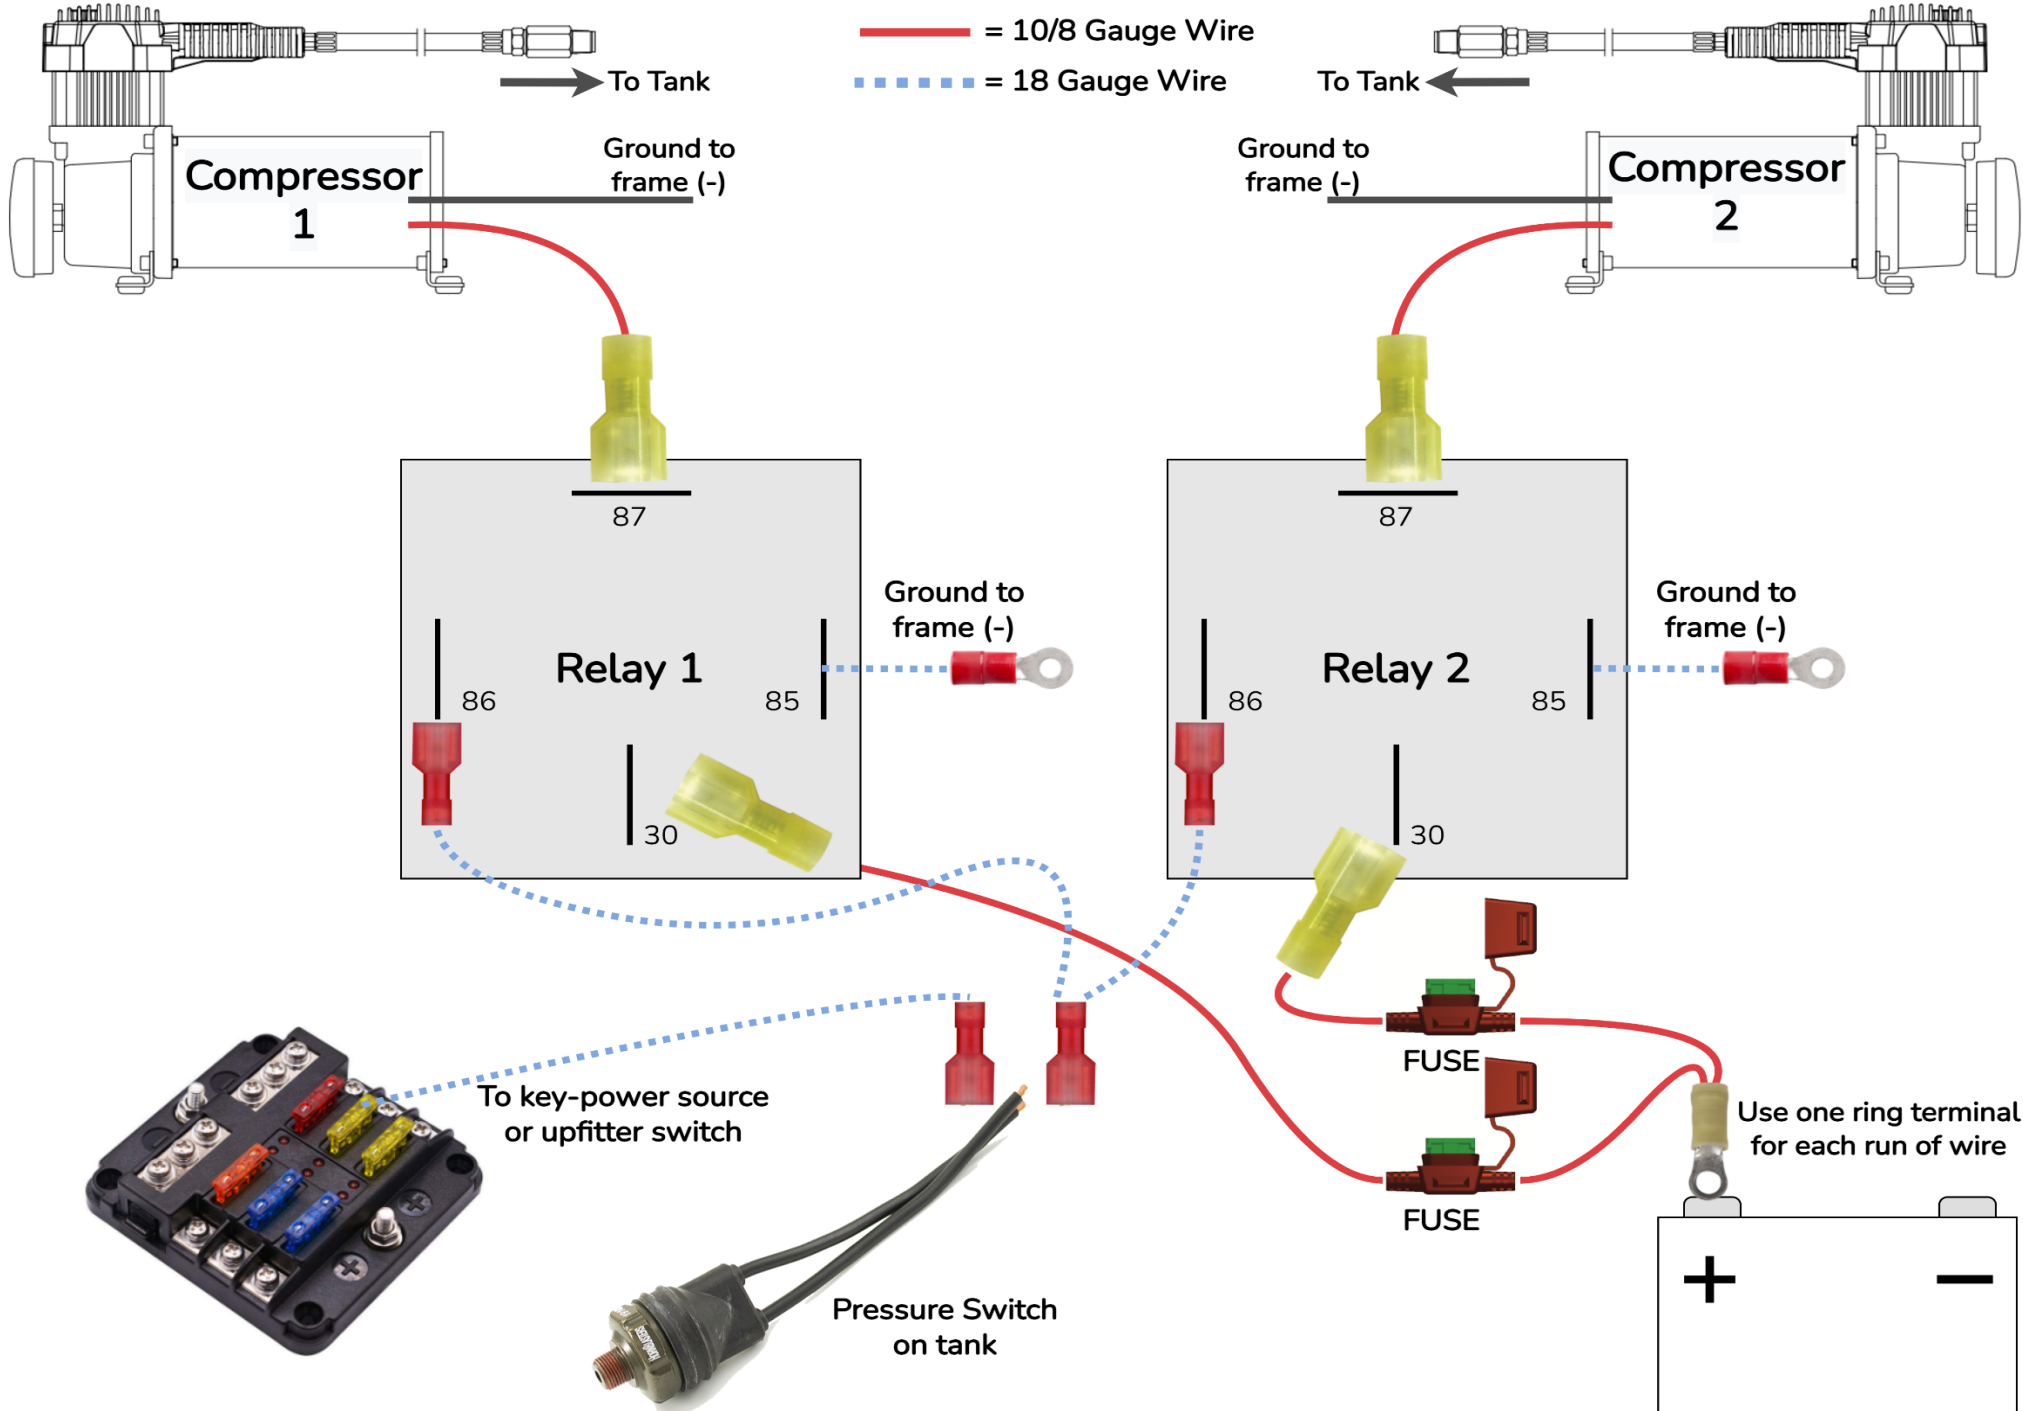 = 10/8 Gauge Wire
= 18 Gauge Wire
To Tank
To Tank
Ground to
frame (-)
Ground to
frame (-)
Compressor
1
Compressor
2
87
87
Ground to
frame (-)
Ground to
frame (-)
Relay 1
86
85
30
Relay 2
86
85
30
FUSE
To key-power source
or upfitter switch
Use one ring terminal
for each run of wire
FUSE
Pressure Switch
on tank
+
−